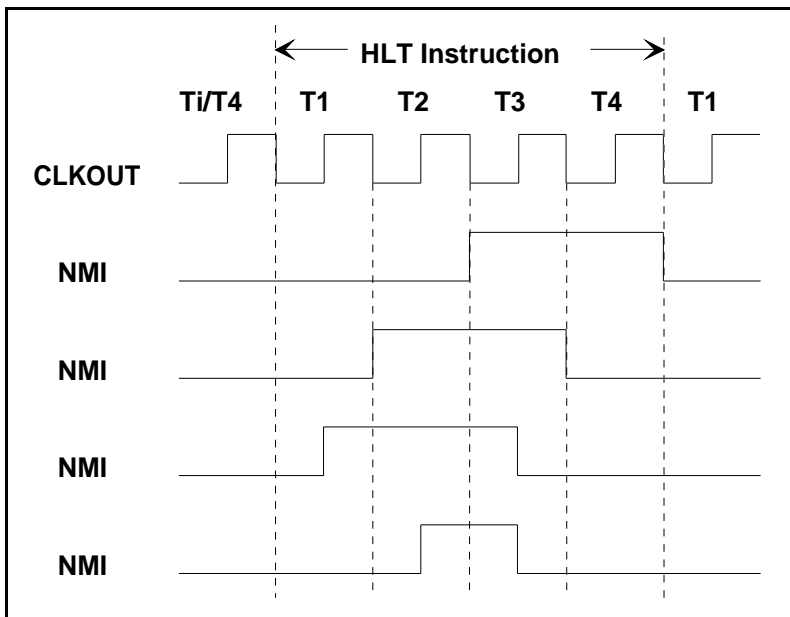 HLT Instruction
Ti/T4 T1 T2 T3 T4 T1
CLKOUT
NMI
NMI
NMI
NMI